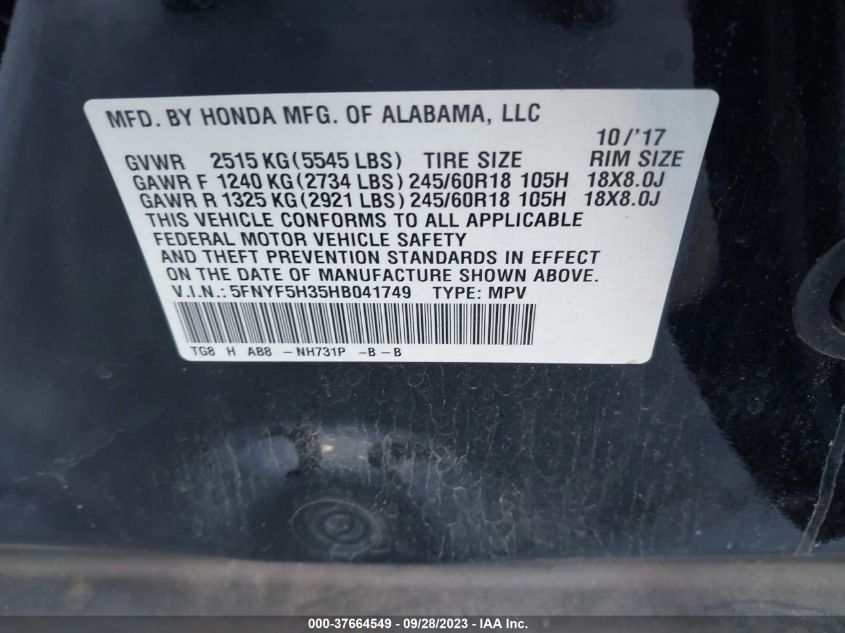 MFD. BY HONDA MFG. OF ALABAMA, LLC
10/'17
GVWR 2515 KG(5545 LBS) TIRE SIZE RIM SIZE
GAWR F 1240 KG(2734 LBS) 245/60R18 105H 18X8.0J
GAWR R 1325 KG(2921 LBS) 245/60R18 105H 18X8.0J
THIS VEHICLE CONFORMS TO ALL APPLICABLE
FEDERAL MOTOR VEHICLE SAFETY
AND THEFT PREVENTION STANDARDS IN EFFECT
ON THE DATE OF MANUFACTURE SHOWN ABOVE.
V.I.N.: 5FNYF5H35HB041749 TYPE: MPV
TG8 H AB8 -NH731P -B-B
000-37664549 - 09/28/2023 - IAA Inc.